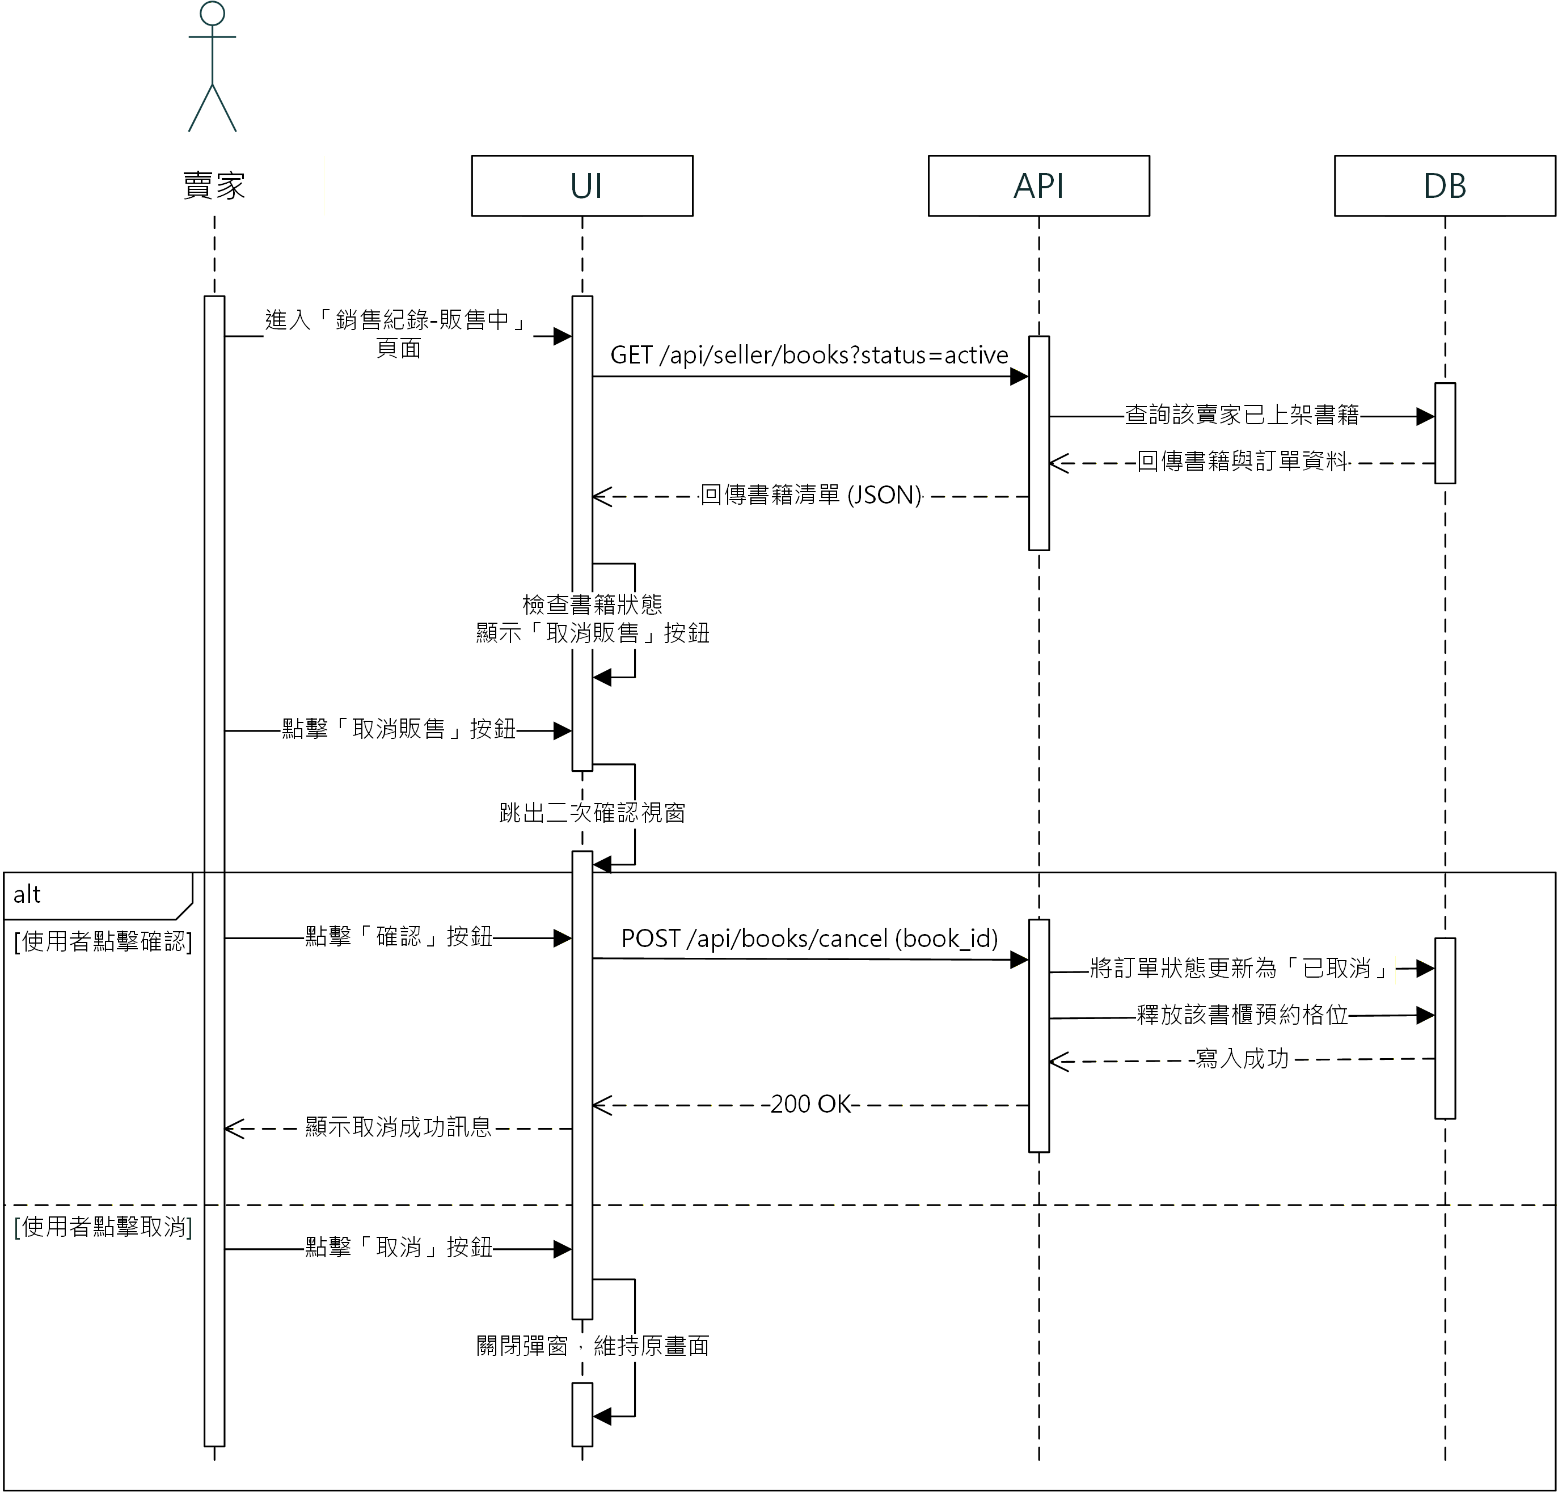 賣家
UI
API
DB
進入「銷售紀錄-販售中」
頁面
GET /api/seller/books?status=active
查詢該賣家已上架書籍
回傳書籍與訂單資料
回傳書籍清單 (JSON)
檢查書籍狀態
顯示「取消販售」按鈕
點擊「取消販售」按鈕
跳出二次確認視窗
alt
[使用者點擊確認]
點擊「確認」按鈕
POST /api/books/cancel (book_id)
將訂單狀態更新為「已取消」
釋放該書櫃預約格位
寫入成功
200 OK
顯示取消成功訊息
[使用者點擊取消]
點擊「取消」按鈕
關閉彈窗，維持原畫面